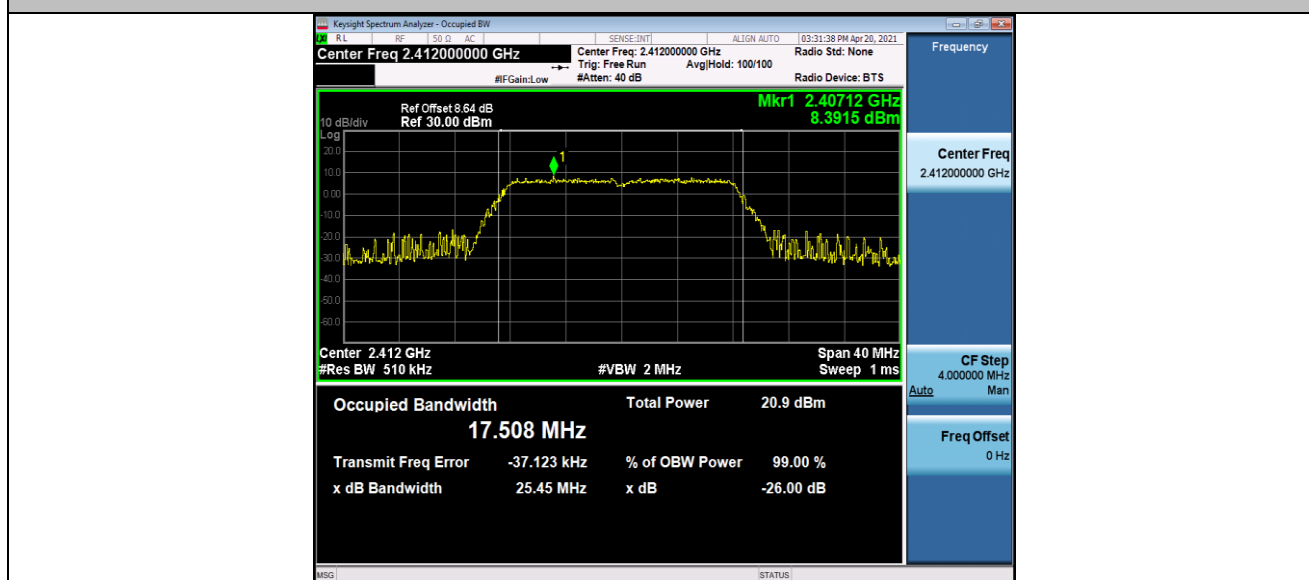 Keysight Spectrum Analyzer - Occupied BW
RL RF 50 Ω AC SENSE:INT ALIGN AUTO 03:31:38 PM Apr 20, 2021
Center Freq 2.412000000 GHz
Center Freq: 2.412000000 GHz
Radio Std: None
Trig: Free Run Avg|Hold: 100/100
#IFGain:Low #Atten: 40 dB Radio Device: BTS
Frequency
Mkr1 2.40712 GHz
8.3915 dBm
Ref Offset 8.64 dB
10 dB/div Ref 30.00 dBm
Log
20.0
10.0
0.00
-10.0
-20.0
-30.0
-40.0
-50.0
-60.0
1
Center 2.412 GHz Span 40 MHz
#Res BW 510 kHz #VBW 2 MHz Sweep 1 ms
Occupied Bandwidth Total Power 20.9 dBm
17.508 MHz
Transmit Freq Error -37.123 kHz % of OBW Power 99.00 %
x dB Bandwidth 25.45 MHz x dB -26.00 dB
Center Freq
2.412000000 GHz
CF Step
4.000000 MHz
Auto Man
Freq Offset
0 Hz
MSG STATUS